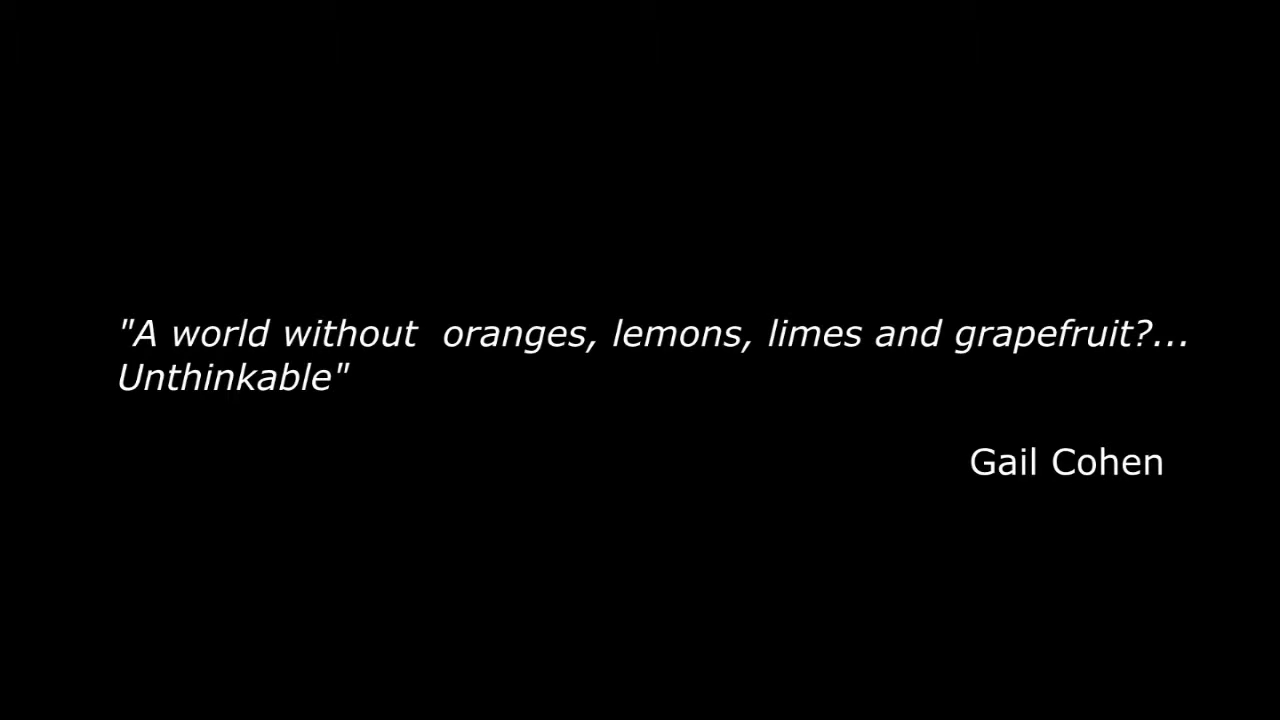 "A world without  oranges, lemons, limes and grapefruit?...
Unthinkable"
Gail Cohen